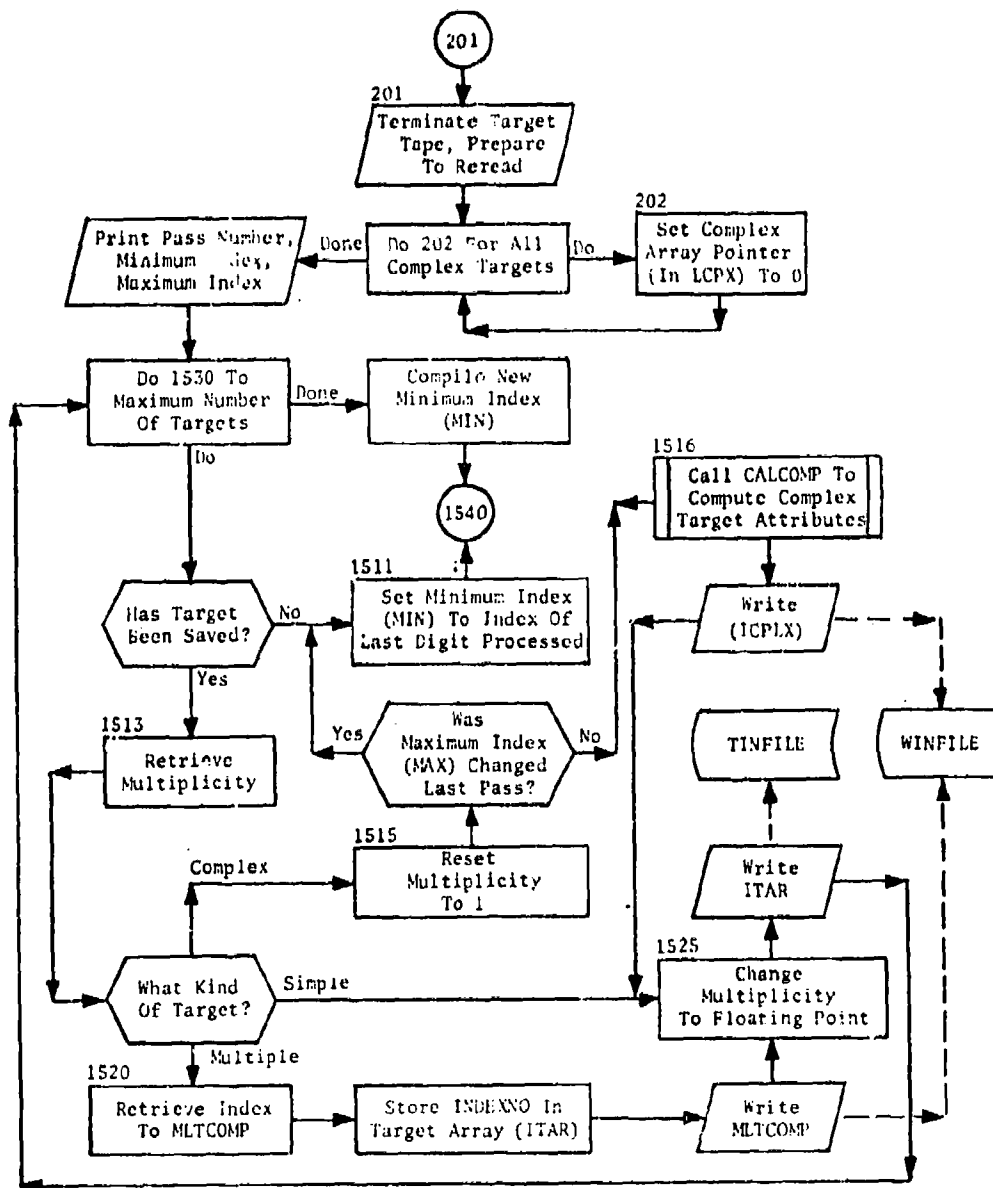 201
201
Terminate Target
Tape, Prepare
To Reread
202
Print Pass Number,
Minimum Index,
Maximum Index
Done
Do 202 For All
Complex Targets
Do
Set Complex
Array Pointer
(In LCPX) To 0
Do 1530 To
Maximum Number
Of Targets
Done
Compile New
Minimum Index
(MIN)
Do
1516
Call CALCOMP To
Compute Complex
Target Attributes
1540
1511
Has Target
Been Saved?
No
Set Minimum Index
(MIN) To Index Of
Last Digit Processed
Write
(ICPLX)
Yes
1513
Retrieve
Multiplicity
Yes
Was
Maximum Index
(MAX) Changed
Last Pass?
No
TINFILE
WINFILE
1515
Complex
Reset
Multiplicity
To 1
Write
ITAR
1525
What Kind
Of Target?
Simple
Change
Multiplicity
To Floating Point
Multiple
1520
Retrieve Index
To MLTCOMP
Store INDEXNO In
Target Array (ITAR)
Write
MLTCOMP